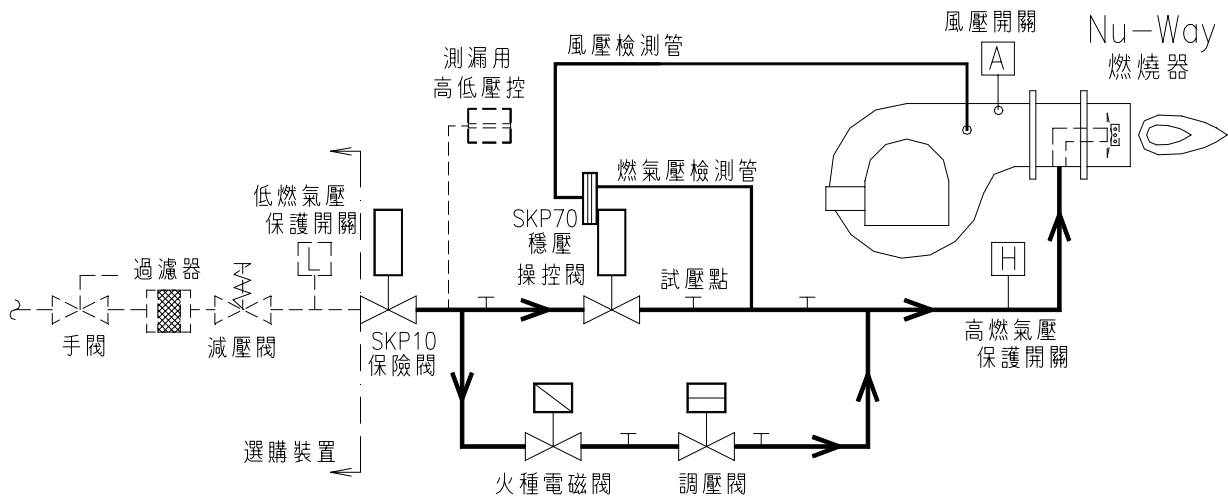 風壓開關
A
Nu-Way
燃燒器
風壓檢測管
測漏用
高低壓控
燃氣壓檢測管
低燃氣壓
保護開關
L
SKP70
穩壓
操控閥
試壓點
H
過濾器
手閥
減壓閥
SKP10
保險閥
高燃氣壓
保護開關
選購裝置
火種電磁閥
調壓閥